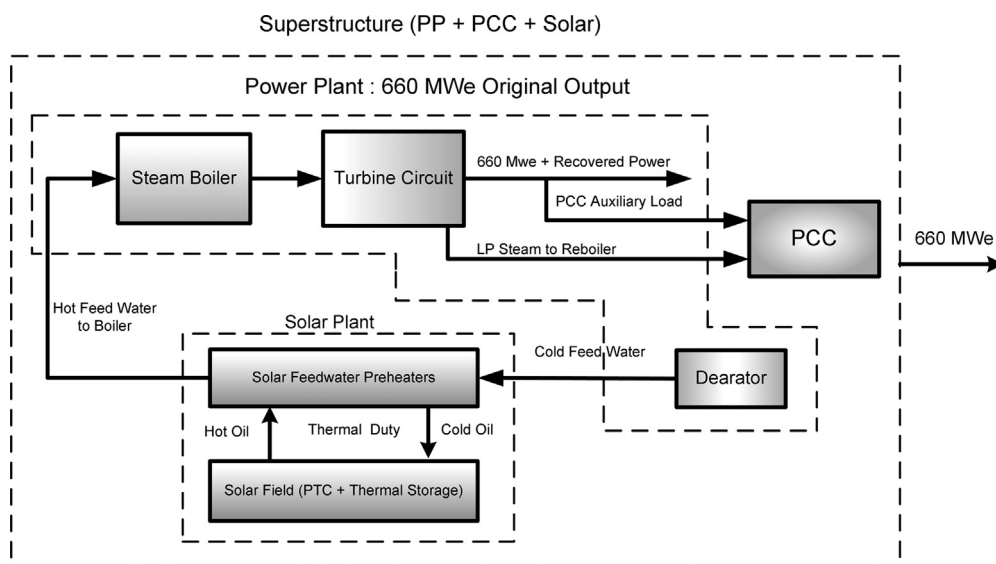 Superstructure (PP + PCC + Solar)
Power Plant : 660 MWe Original Output
Steam Boiler
Turbine Circuit
660 Mwe + Recovered Power
PCC Auxiliary Load
PCC
660 MWe
LP Steam to Reboiler
Hot Feed Water
to Boiler
Solar Plant
Cold Feed Water
Solar Feedwater Preheaters
Dearator
Hot Oil
Thermal Duty
Cold Oil
Solar Field (PTC + Thermal Storage)